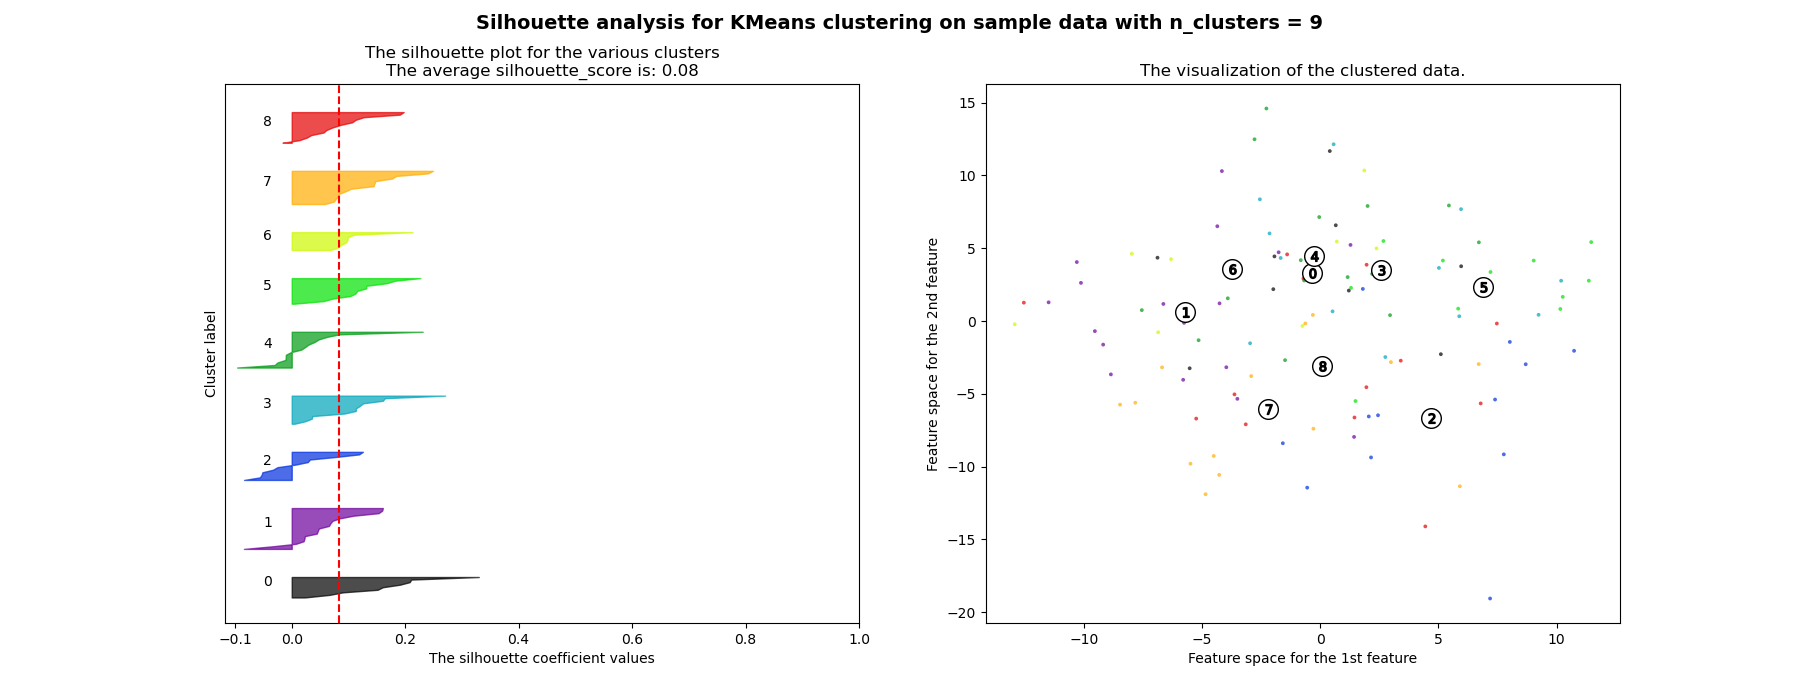 Silhouette analysis for KMeans clustering on sample data with n_clusters = 9
The silhouette plot for the various clusters
The average silhouette_score is: 0.08
8
7
6
5
4
3
2
1
0
Cluster label
−0.1 0.0 0.2 0.4 0.6 0.8 1.0
The silhouette coefficient values
The visualization of the clustered data.
15
10
5
0
−5
−10
−15
−20
Feature space for the 2nd feature
4
6 0 3
5
1
8
7
2
−10 −5 0 5 10
Feature space for the 1st feature